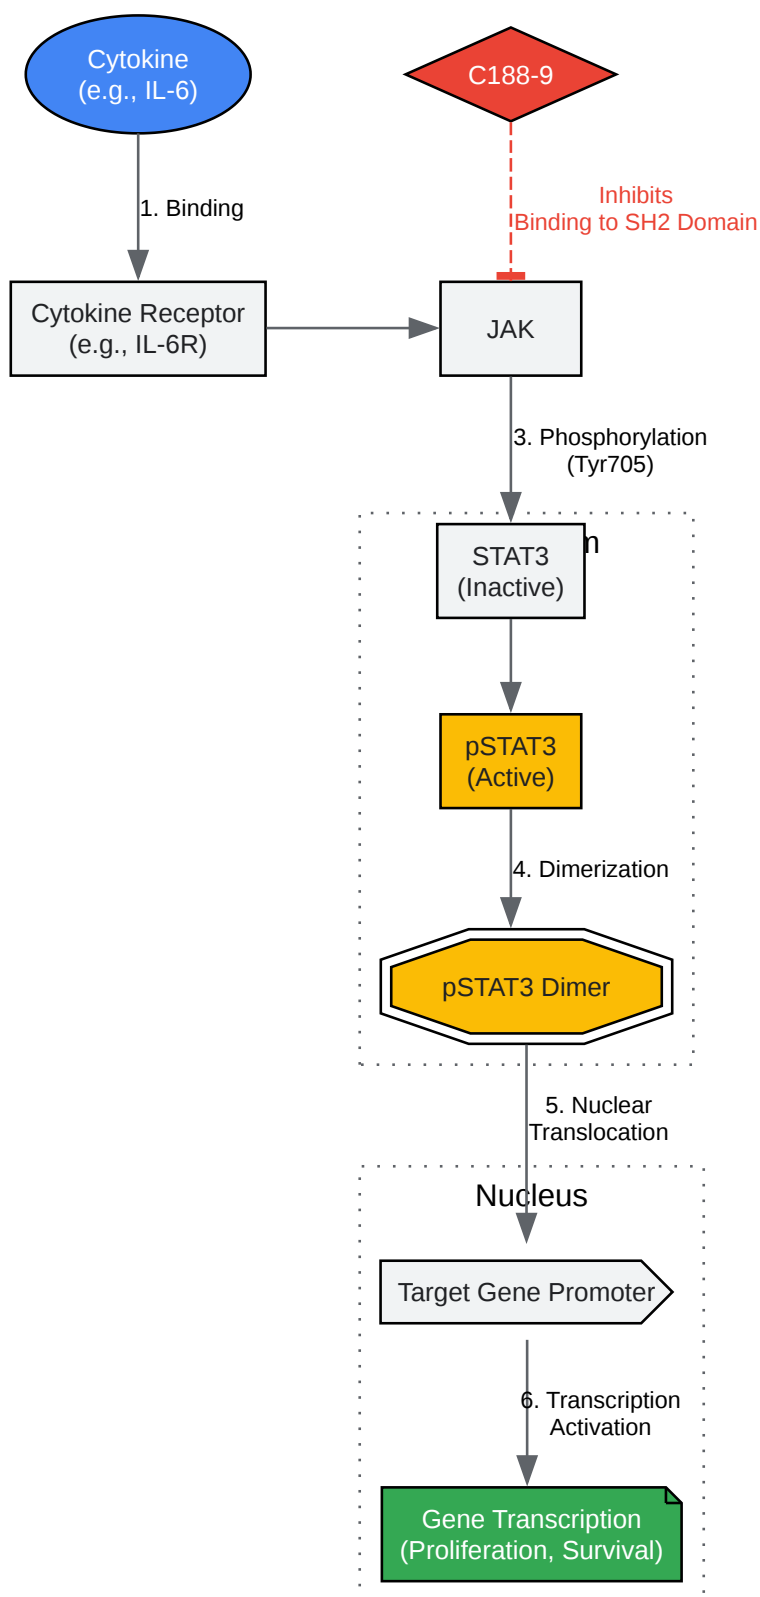 Cytokine
(e.g., IL-6)
C188-9
1. Binding
Inhibits
Binding to SH2 Domain
Cytokine Receptor
(e.g., IL-6R)
JAK
3. Phosphorylation
(Tyr705)
STAT3
(Inactive)
pSTAT3
(Active)
4. Dimerization
pSTAT3 Dimer
5. Nuclear
Translocation
Nucleus
Target Gene Promoter
6. Transcription
Activation
Gene Transcription
(Proliferation, Survival)